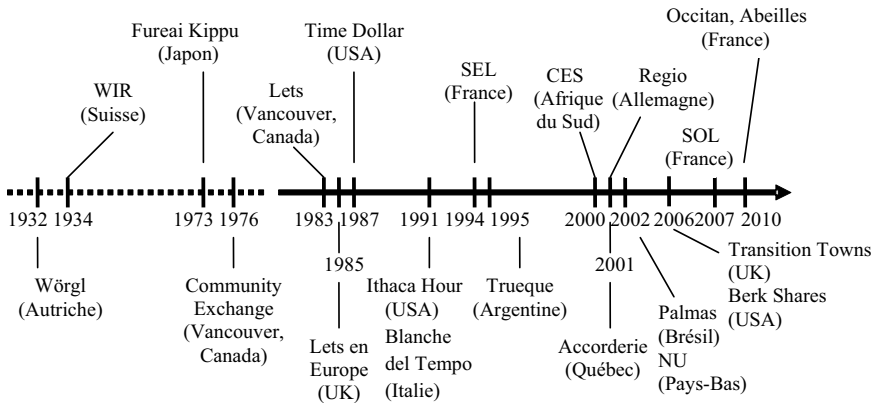 Occitan, Abeilles
(France)
Fureai Kippu
(Japon)
Time Dollar
(USA)
SEL
(France)
CES
(Afrique
du Sud)
Regio
(Allemagne)
WIR
(Suisse)
Lets
(Vancouver,
Canada)
SOL
(France)
1932 1934 1973 1976 1983 1987 1991 1994 1995 2000 2002 2006 2007 2010
1985
2001
Wörgl
(Autriche)
Community
Exchange
(Vancouver,
Canada)
Lets en
Europe
(UK)
Ithaca Hour
(USA)
Blanche
del Tempo
(Italie)
Trueque
(Argentine)
Accorderie
(Québec)
Palmas
(Brésil)
NU
(Pays-Bas)
Transition Towns
(UK)
Berk Shares
(USA)